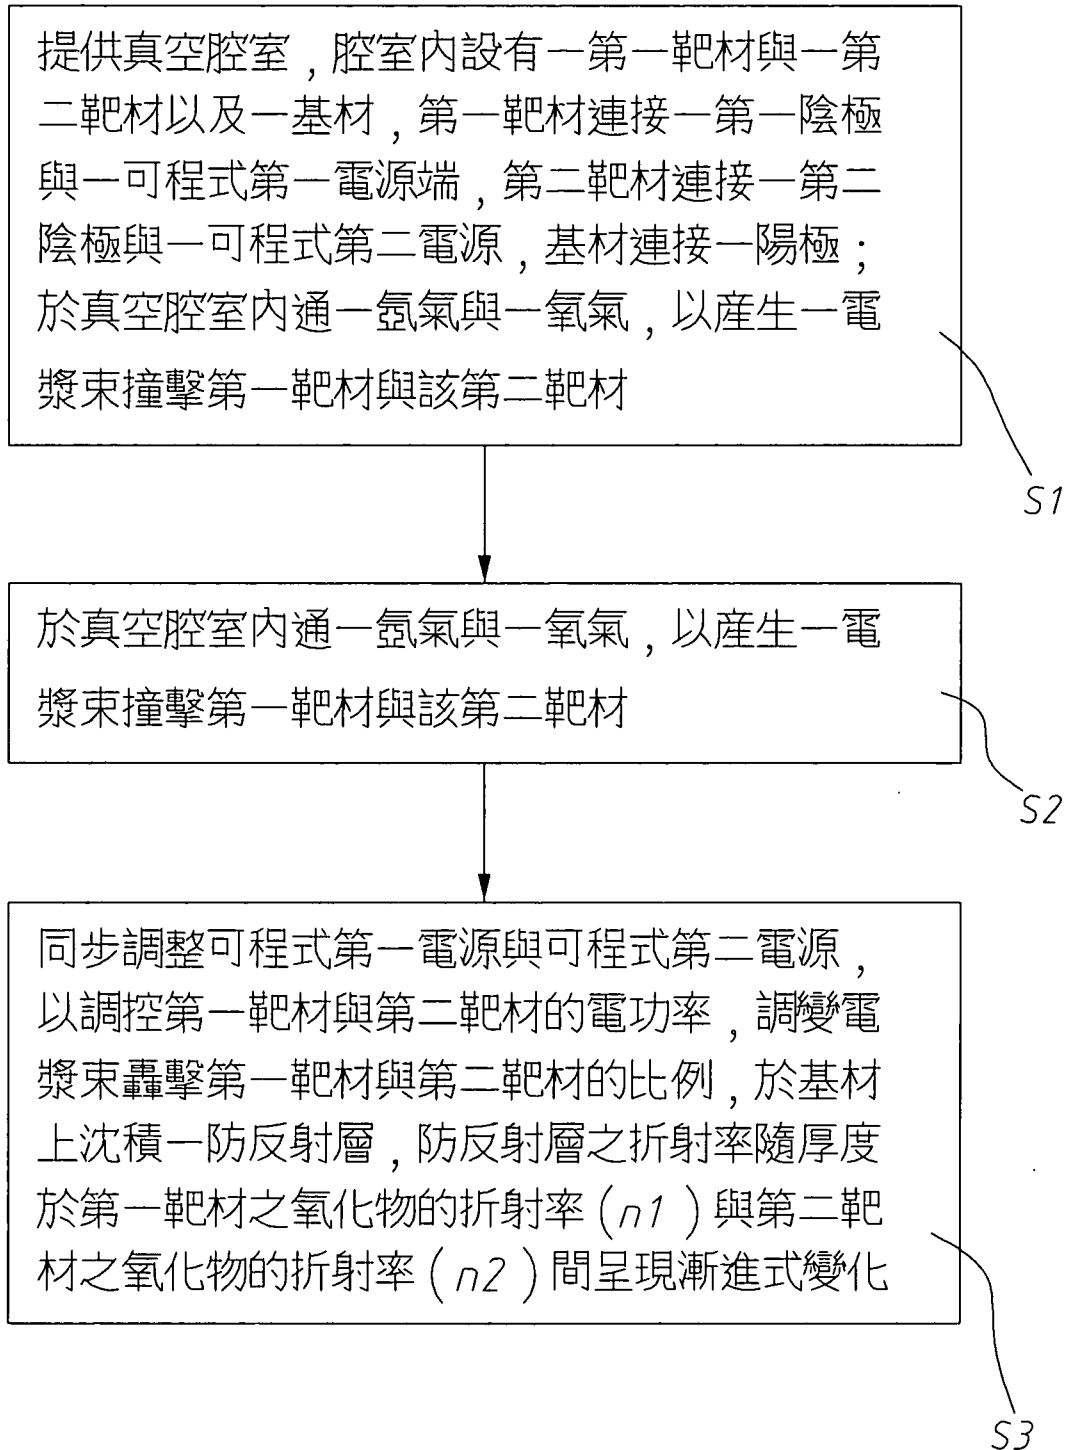 提供真空腔室,腔室內設有一第一靶材與一第
二靶材以及一基材,第一靶材連接一第一陰極
與一可程式第一電源端,第二靶材連接一第二
陰極與一可程式第二電源,基材連接一陽極;
於真空腔室內通一氬氣與一氧氣,以產生一電
漿束撞擊第一靶材與該第二靶材
S1
於真空腔室內通一氬氣與一氧氣,以產生一電
漿束撞擊第一靶材與該第二靶材
S2
同步調整可程式第一電源與可程式第二電源,
以調控第一靶材與第二靶材的電功率,調變電
漿束轟擊第一靶材與第二靶材的比例,於基材
上沈積一防反射層,防反射層之折射率隨厚度
於第一靶材之氧化物的折射率(n1)與第二靶
材之氧化物的折射率(n2)間呈現漸進式變化
S3